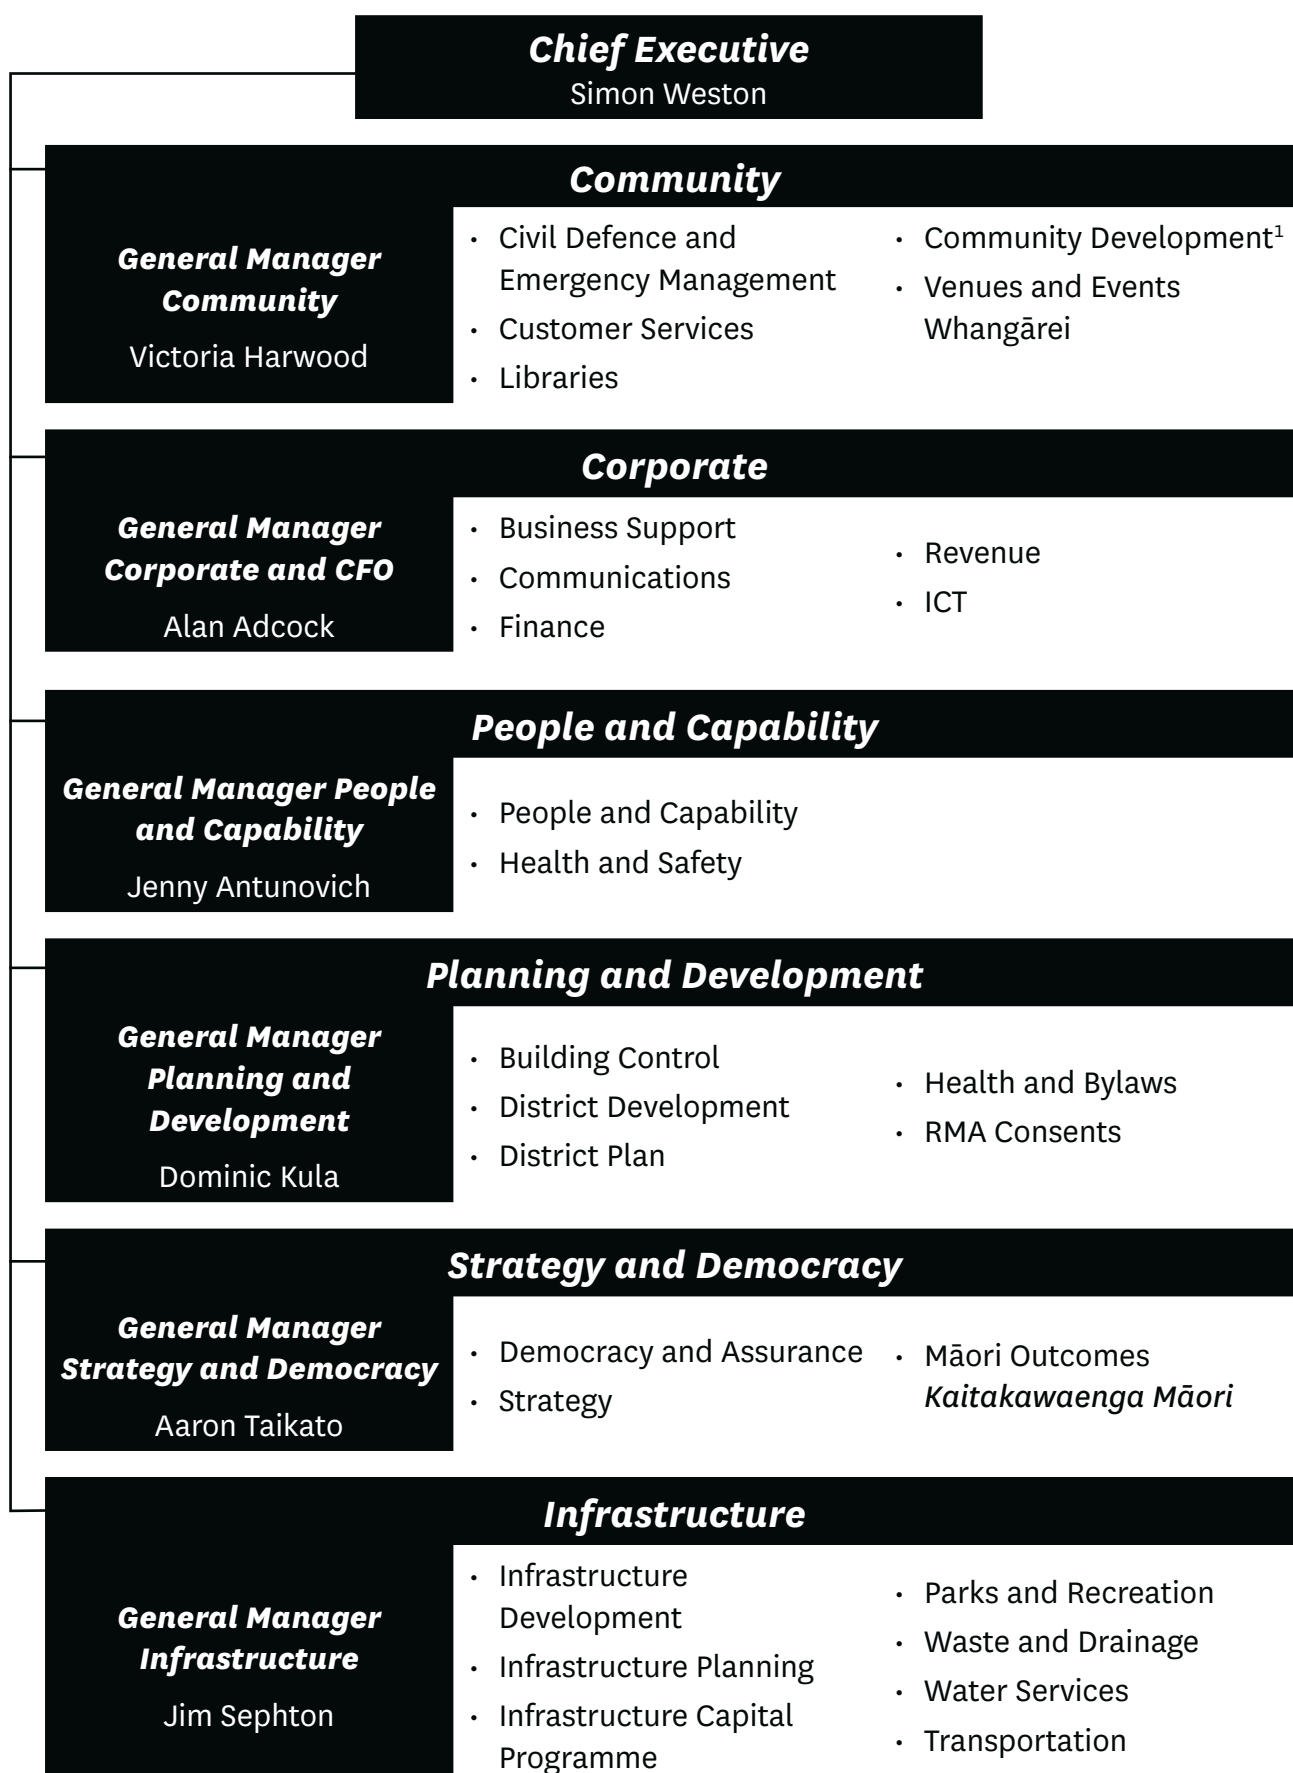 Chief Executive
Simon Weston
Community
General Manager
Community
Victoria Harwood
• Civil Defence and
Emergency Management
• Customer Services
• Libraries
• Community Development¹
• Venues and Events
Whangārei
Corporate
General Manager
Corporate and CFO
Alan Adcock
• Business Support
• Communications
• Finance
• Revenue
• ICT
People and Capability
General Manager People
and Capability
Jenny Antunovich
• People and Capability
• Health and Safety
Planning and Development
General Manager
Planning and
Development
Dominic Kula
• Building Control
• District Development
• District Plan
• Health and Bylaws
• RMA Consents
Strategy and Democracy
General Manager
Strategy and Democracy
Aaron Taikato
• Democracy and Assurance
• Strategy
• Māori Outcomes
Kaitakawaenga Māori
Infrastructure
General Manager
Infrastructure
Jim Sephton
• Infrastructure
Development
• Infrastructure Planning
• Infrastructure Capital
Programme
• Parks and Recreation
• Waste and Drainage
• Water Services
• Transportation